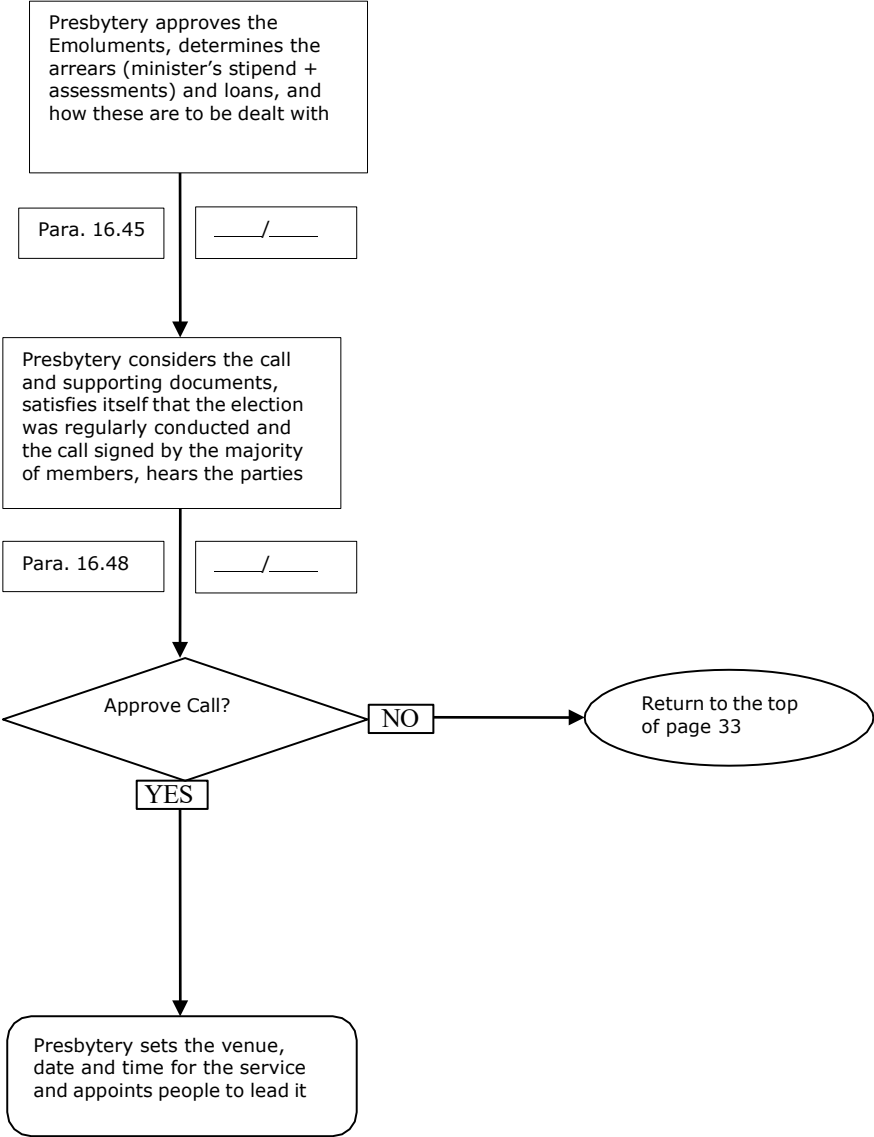 Presbytery approves the
Emoluments, determines the
arrears (minister’s stipend +
assessments) and loans, and
how these are to be dealt with
Para. 16.45
____/____
Presbytery considers the call
and supporting documents,
satisfies itself that the election
was regularly conducted and
the call signed by the majority
of members, hears the parties
Para. 16.48
____/____
Approve Call?
NO
Return to the top
of page 33
YES
Presbytery sets the venue,
date and time for the service
and appoints people to lead it